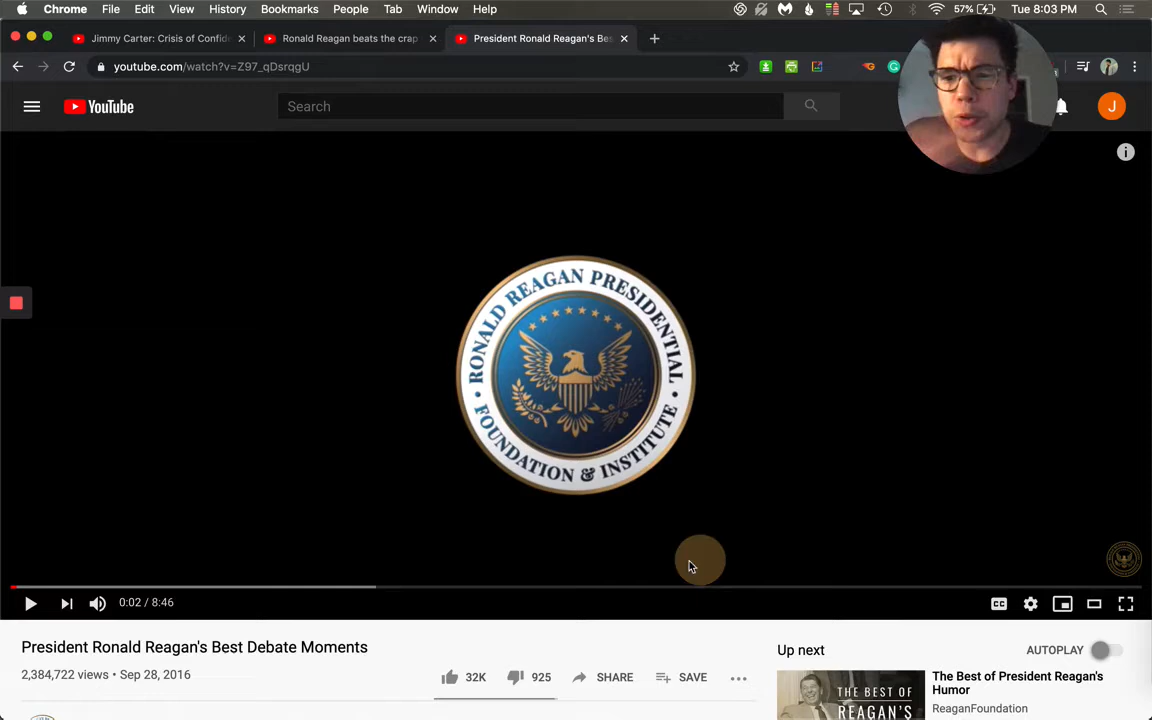 Chrome File Edit View History Bookmarks People Tab Window Help 57% Tue 8:03 PM
Jimmy Carter: Crisis of Confid
Ronald Reagan beats the crap
President Ronald Reagan's Bes
youtube.com/watch?v=Z97_qDsrqgU
YouTube
Search
J
i
RONALD REAGAN PRESIDENTIAL
FOUNDATION & INSTITUTE
0:02 / 8:46
CC
President Ronald Reagan's Best Debate Moments
2,384,722 views • Sep 28, 2016
32K 925 SHARE SAVE
Up next
AUTOPLAY
THE BEST OF
REAGAN'S
The Best of President Reagan's
Humor
ReaganFoundation